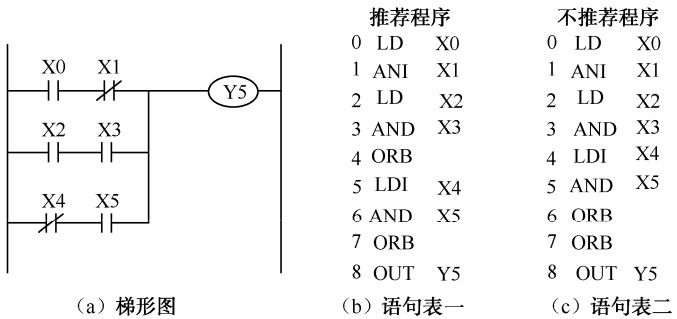 推荐程序
不推荐程序
X0 X1
Y5
X2 X3
X4 X5
0 LD X0
1 ANI X1
2 LD X2
3 AND X3
4 ORB
5 LDI X4
6 AND X5
7 ORB
8 OUT Y5
0 LD X0
1 ANI X1
2 LD X2
3 AND X3
4 LDI X4
5 AND X5
6 ORB
7 ORB
8 OUT Y5
（a）梯形图
（b）语句表一
（c）语句表二